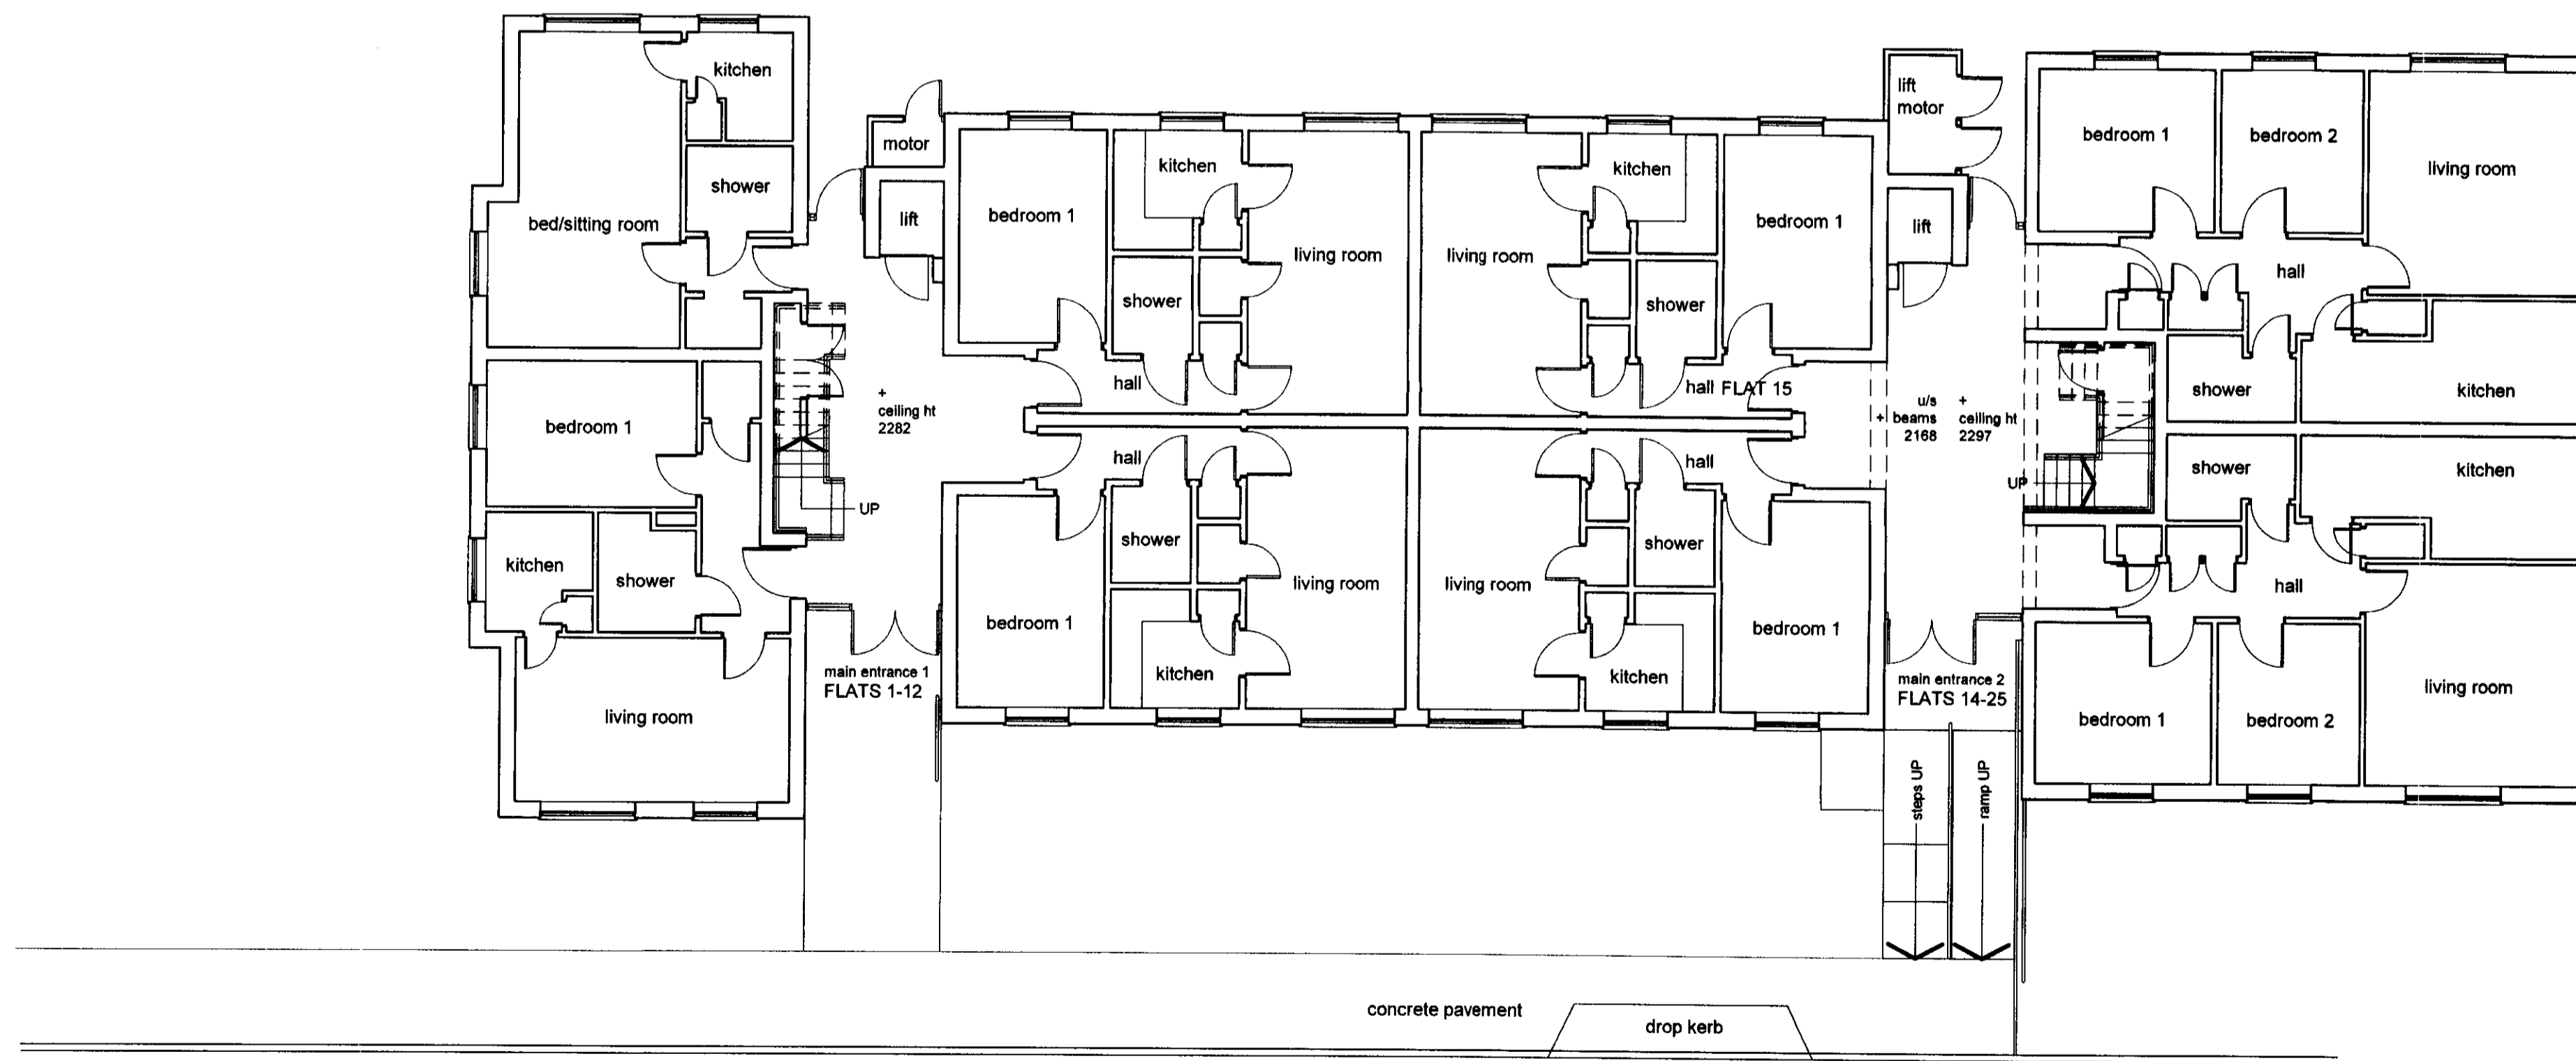 kitchen
shower
bed/sitting room
bedroom 1
kitchen
shower
living room
motor
lift
+
ceiling ht
2282
UP
main entrance 1
FLATS 1-12
bedroom 1
kitchen
living room
shower
hall
hall
shower
living room
bedroom 1
kitchen
living room
kitchen
bedroom 1
shower
hall FLAT 15
hall
shower
living room
bedroom 1
kitchen
lift
motor
lift
u/s
+ beams
2168
+
ceiling ht
2297
UP
main entrance 2
FLATS 14-25
steps UP
ramp UP
bedroom 1
bedroom 2
living room
hall
shower
kitchen
shower
kitchen
hall
living room
bedroom 1
bedroom 2
concrete pavement
drop kerb